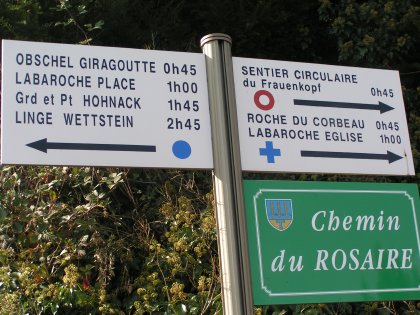 OBSCHEL GIRAGOUTTE 0h45
LABAROCHE PLACE 1h00
Grd et Pt HOHNACK 1h45
LINGE WETTSTEIN 2h45
SENTIER CIRCULAIRE
du Frauenkopf 0h45
ROCHE DU CORBEAU 0h45
LABAROCHE EGLISE 1h00
Chemin
du ROSAIRE